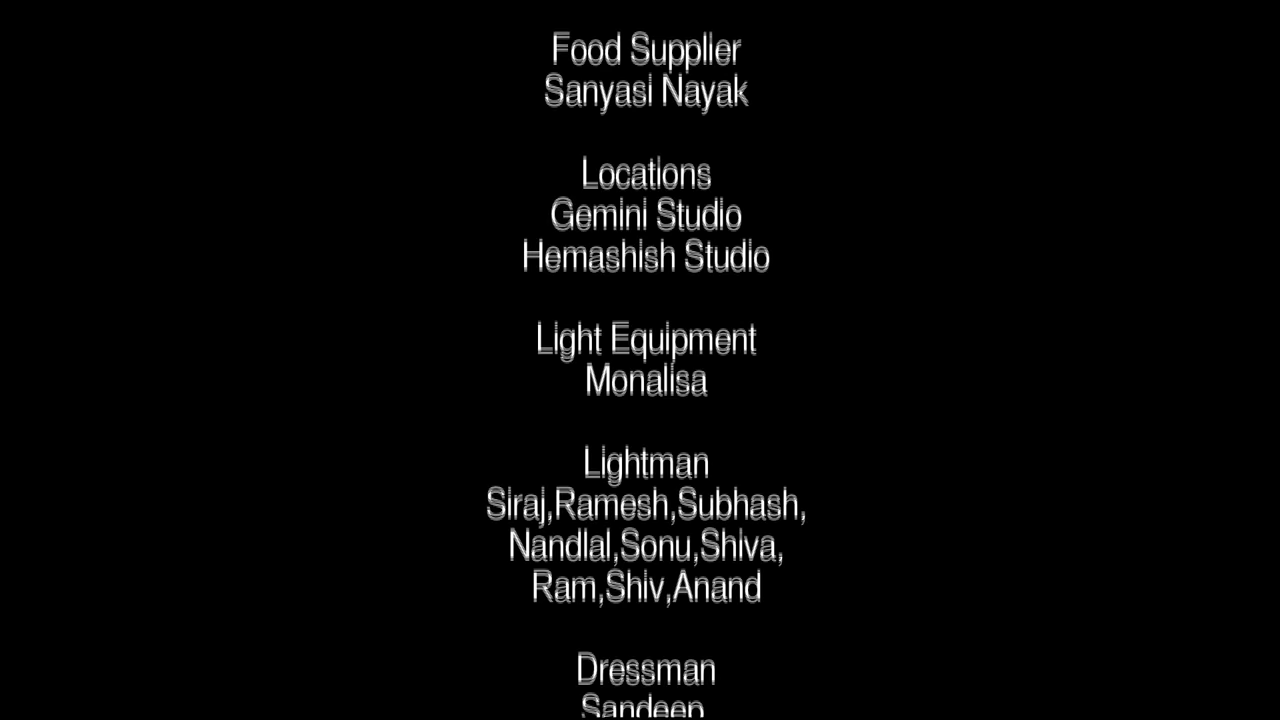 Food Supplier
Sanyasi Nayak
Locations
Gemini Studio
Hemashish Studio
Light Equipment
Monalisa
Lightman
Siraj,Ramesh,Subhash,
Nandlal,Sonu,Shiva,
Ram,Shiv,Anand
Dressman
Sandeep